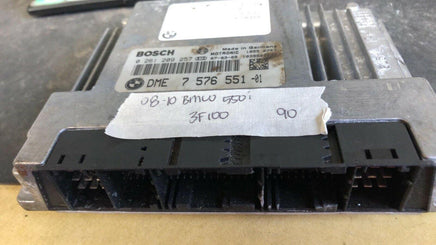 Made in Germany
BOSCH
MOTRONIC
0 261 209 257
DME 7 576 551 -01
08-10 BMW 550i
3F100 90